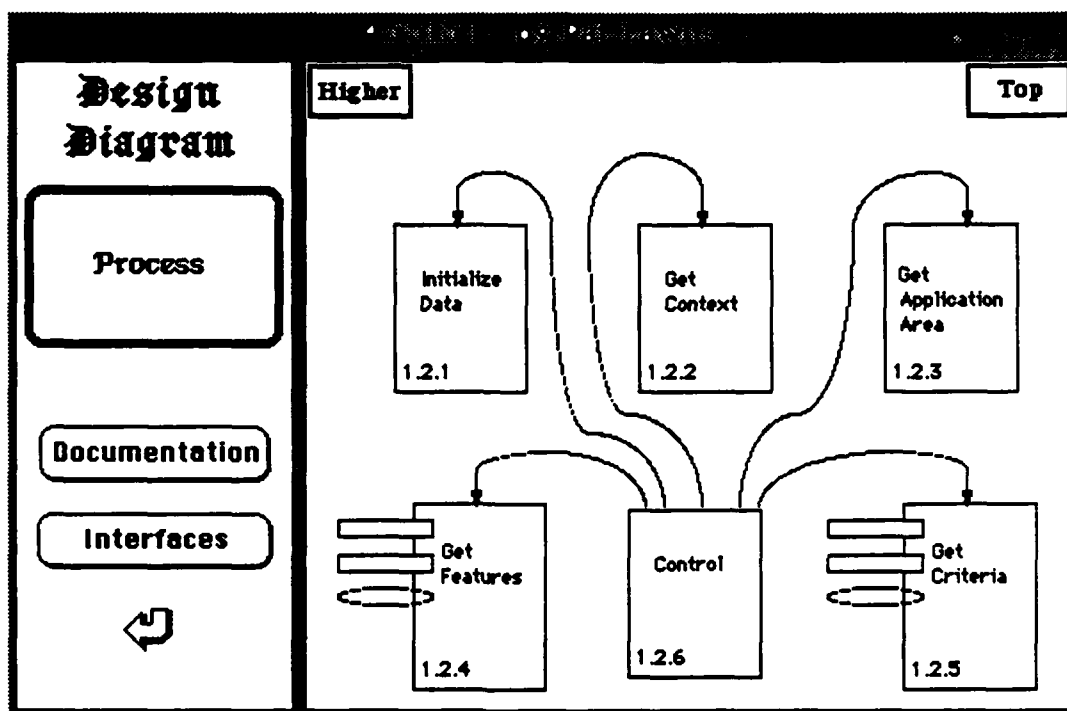 Design
Diagram
Process
Documentation
Interfaces
Higher
Top
Initialize
Data
1.2.1
Get
Context
1.2.2
Get
Application
Area
1.2.3
Get
Features
1.2.4
Control
1.2.6
Get
Criteria
1.2.5